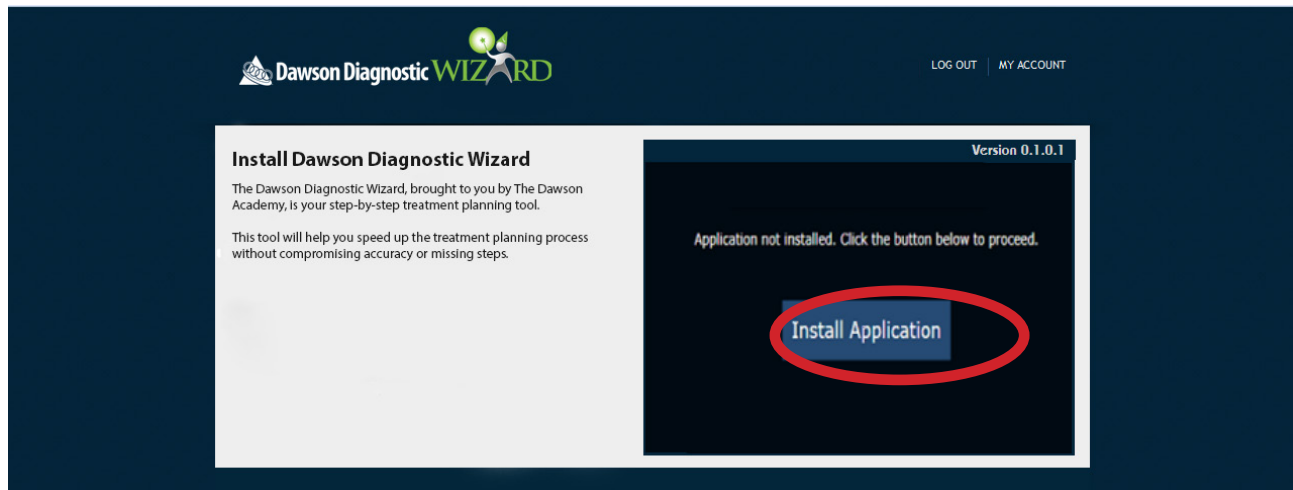 Dawson Diagnostic WIZARD
LOG OUT MY ACCOUNT
Install Dawson Diagnostic Wizard
The Dawson Diagnostic Wizard, brought to you by The Dawson
Academy, is your step-by-step treatment planning tool.
This tool will help you speed up the treatment planning process
without compromising accuracy or missing steps.
Version 0.1.0.1
Application not installed. Click the button below to proceed.
Install Application